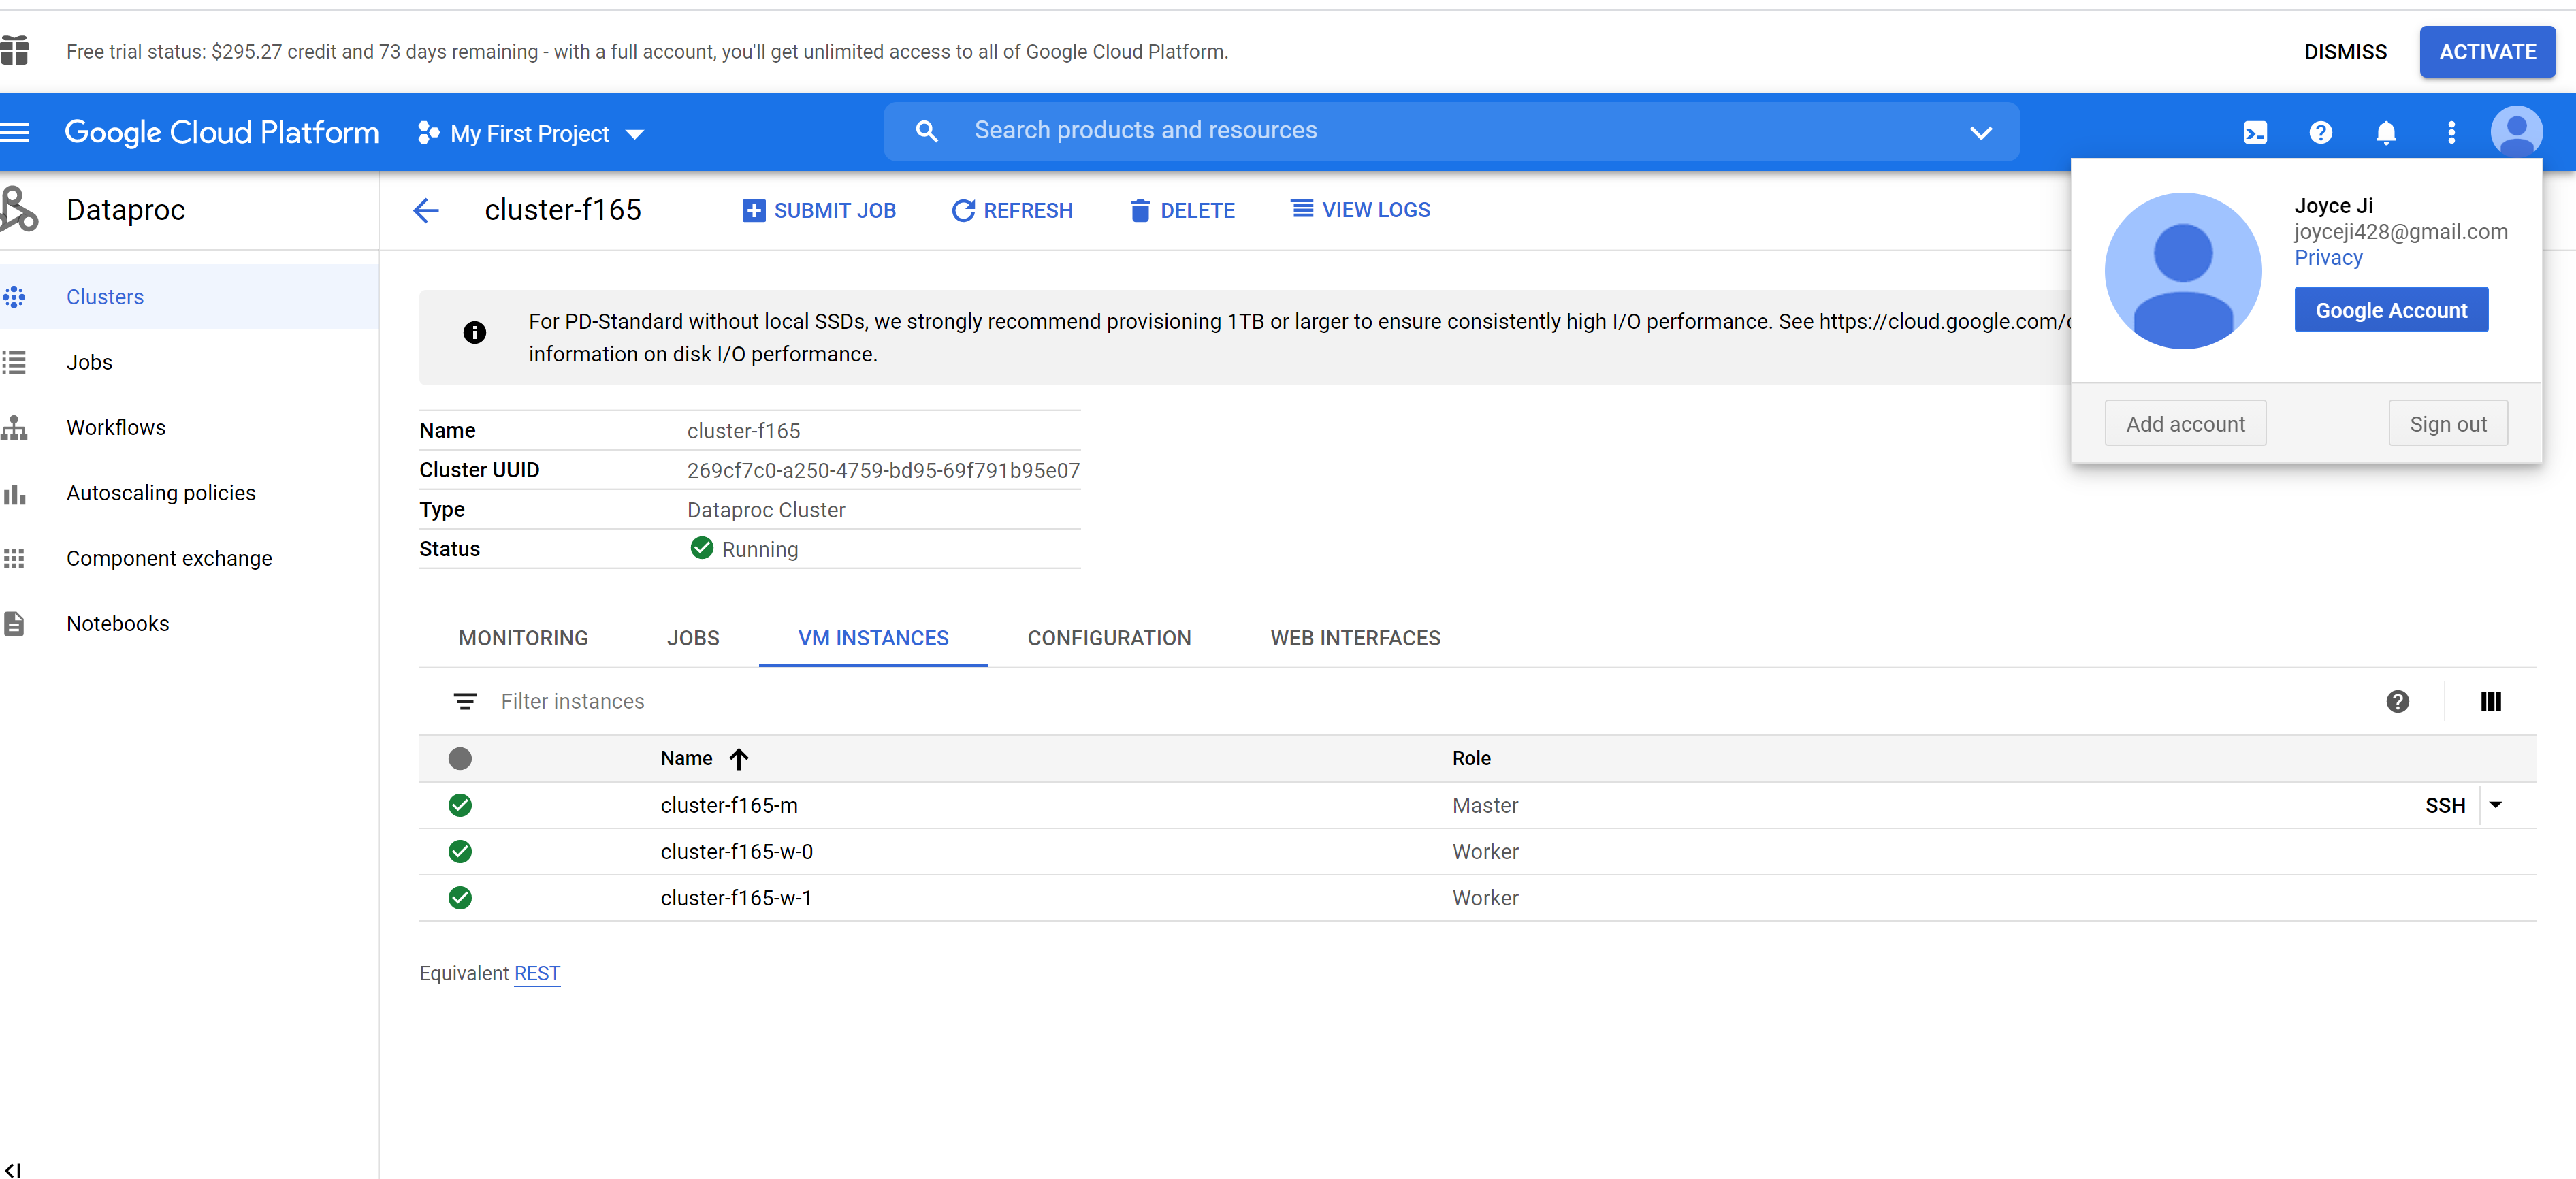 Free trial status: $295.27 credit and 73 days remaining - with a full account, you'll get unlimited access to all of Google Cloud Platform.
DISMISS
ACTIVATE
Google Cloud Platform
My First Project
Search products and resources
Dataproc
cluster-f165
SUBMIT JOB
REFRESH
DELETE
VIEW LOGS
Joyce Ji
joyceji428@gmail.com
Privacy
Google Account
Add account
Sign out
Clusters
Jobs
Workflows
Autoscaling policies
Component exchange
Notebooks
For PD-Standard without local SSDs, we strongly recommend provisioning 1TB or larger to ensure consistently high I/O performance. See https://cloud.google.com/
information on disk I/O performance.
Name cluster-f165
Cluster UUID 269cf7c0-a250-4759-bd95-69f791b95e07
Type Dataproc Cluster
Status Running
MONITORING JOBS VM INSTANCES CONFIGURATION WEB INTERFACES
Filter instances
Name Role
cluster-f165-m Master SSH
cluster-f165-w-0 Worker
cluster-f165-w-1 Worker
Equivalent REST